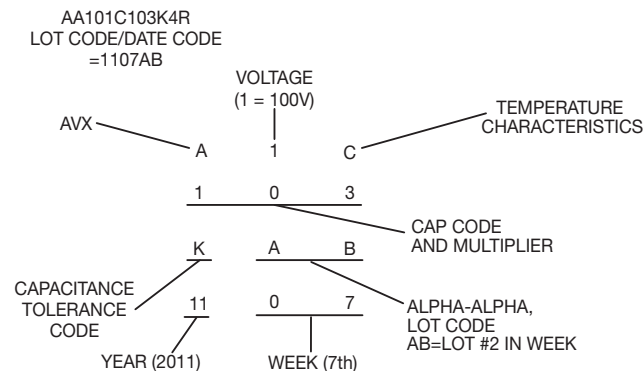 AA101C103K4R
LOT CODE/DATE CODE
=1107AB
VOLTAGE
(1 = 100V)
TEMPERATURE
CHARACTERISTICS
AVX
A 1 C
1 0 3
CAP CODE
AND MULTIPLIER
K A B
CAPACITANCE
TOLERANCE
CODE
11 0 7
ALPHA-ALPHA,
LOT CODE
AB=LOT #2 IN WEEK
YEAR (2011)
WEEK (7th)